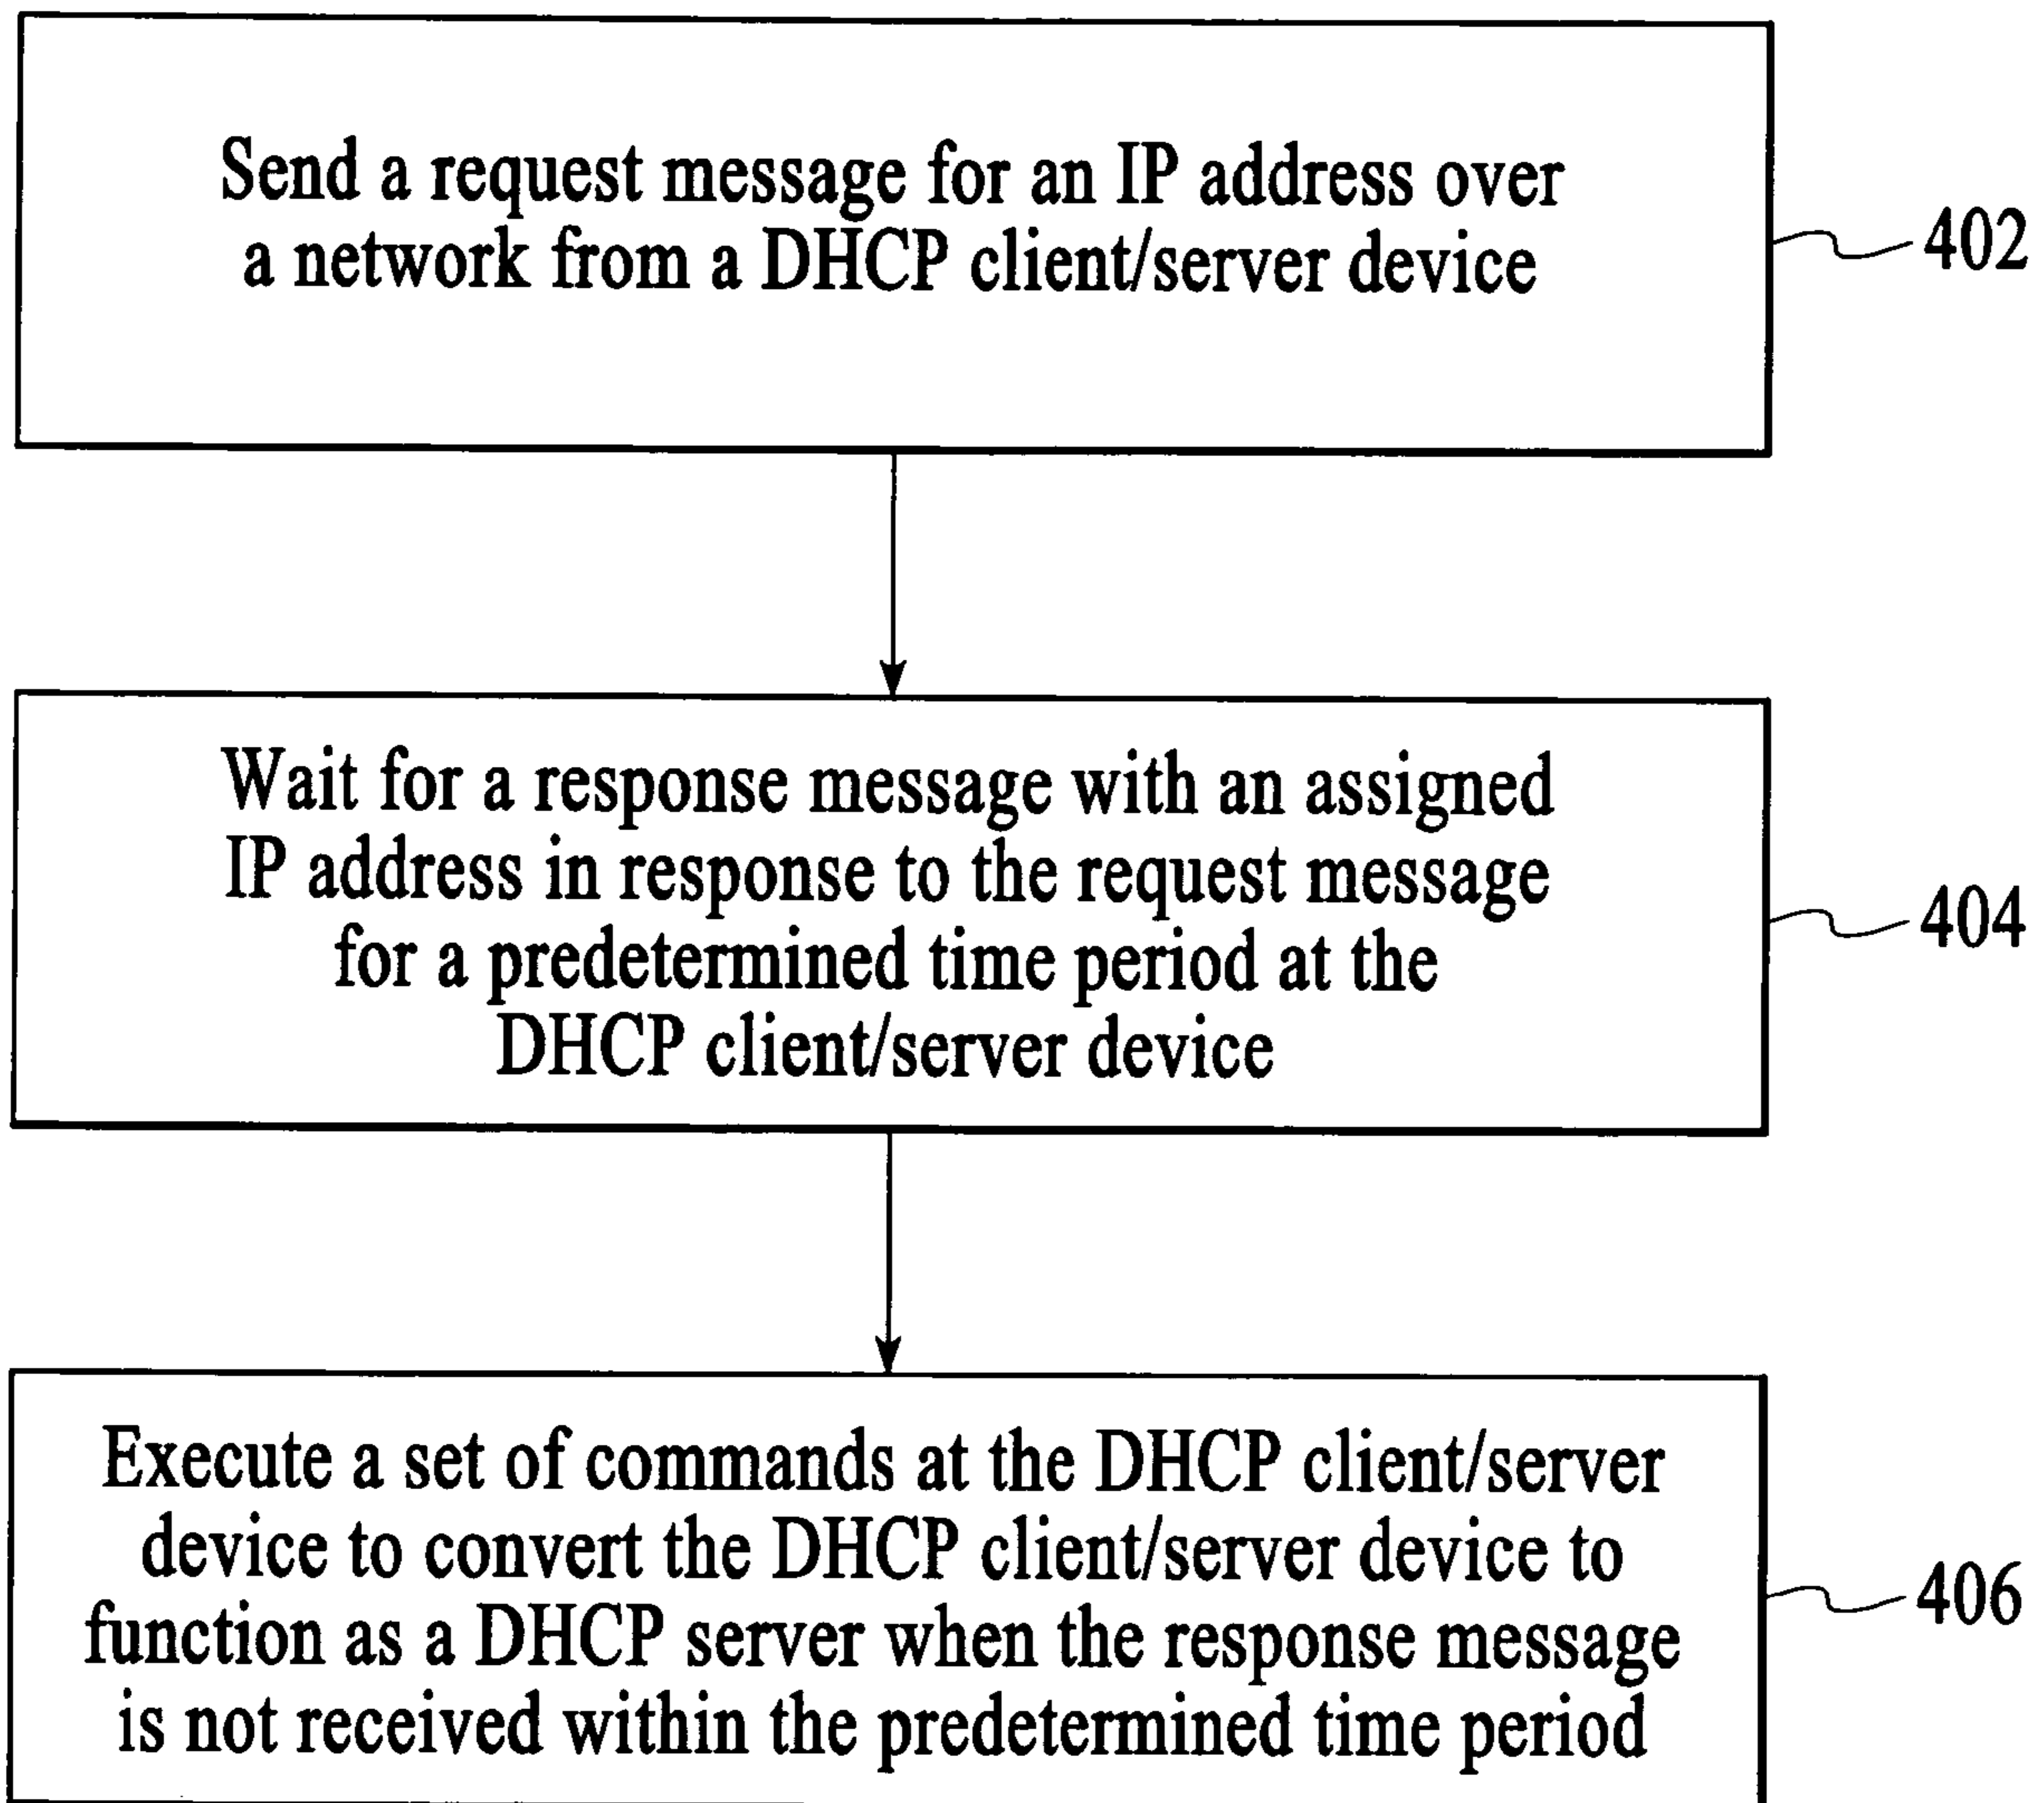 Send a request message for an IP address over
a network from a DHCP client/server device
402
Wait for a response message with an assigned
IP address in response to the request message
for a predetermined time period at the
DHCP client/server device
404
Execute a set of commands at the DHCP client/server
device to convert the DHCP client/server device to
function as a DHCP server when the response message
is not received within the predetermined time period
406